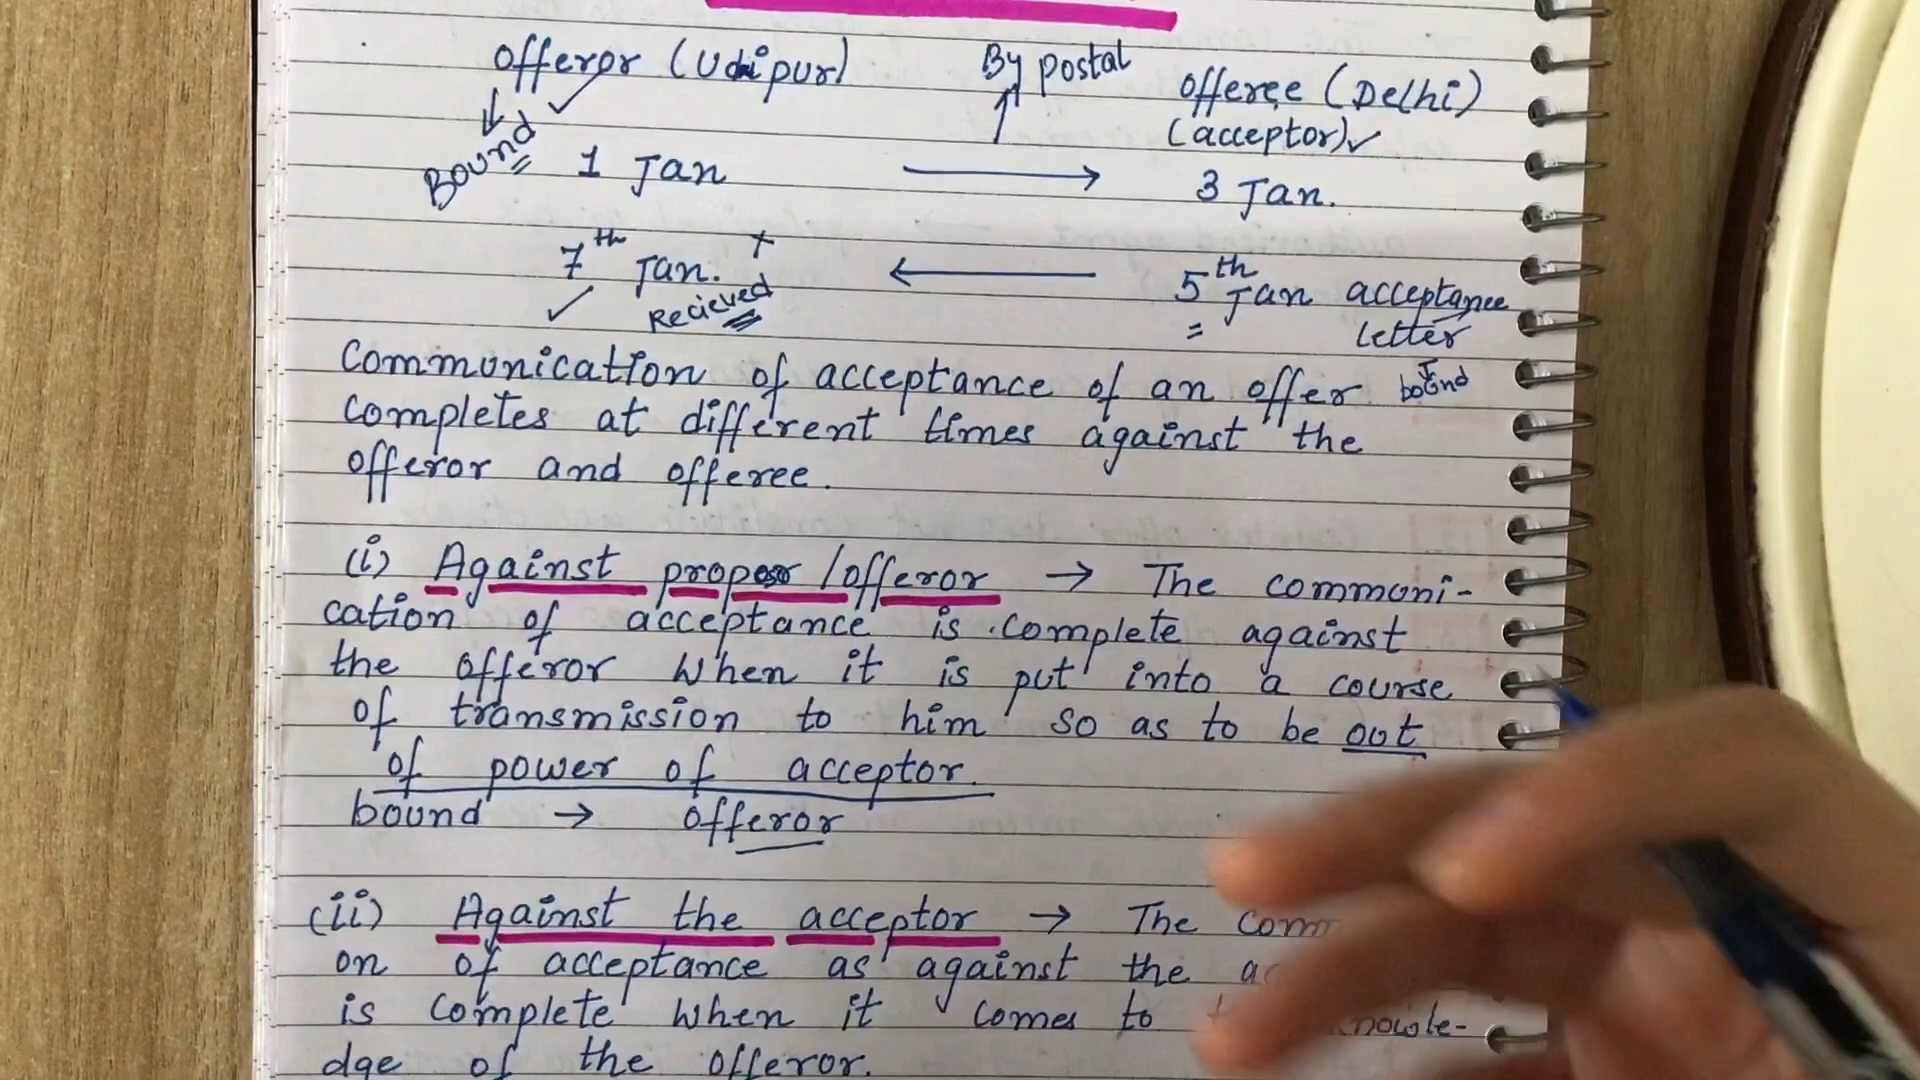 offeror (Udaipur)
By postal
offeree (Delhi)
(acceptor)
Bound
1 Jan
3 Jan.
7th Jan.
Recieved
5th Jan acceptance
letter
bound
Communication of acceptance of an offer
completes at different times against the
offeror and offeree.
(i) Against proposr / offeror → The communi-
cation of acceptance is complete against
the offeror when it is put into a course
of transmission to him so as to be out
of power of acceptor.
bound → offeror
(ii) Against the acceptor → The
on of acceptance as against the
is complete when it comes to knowle-
dge of the offeror.